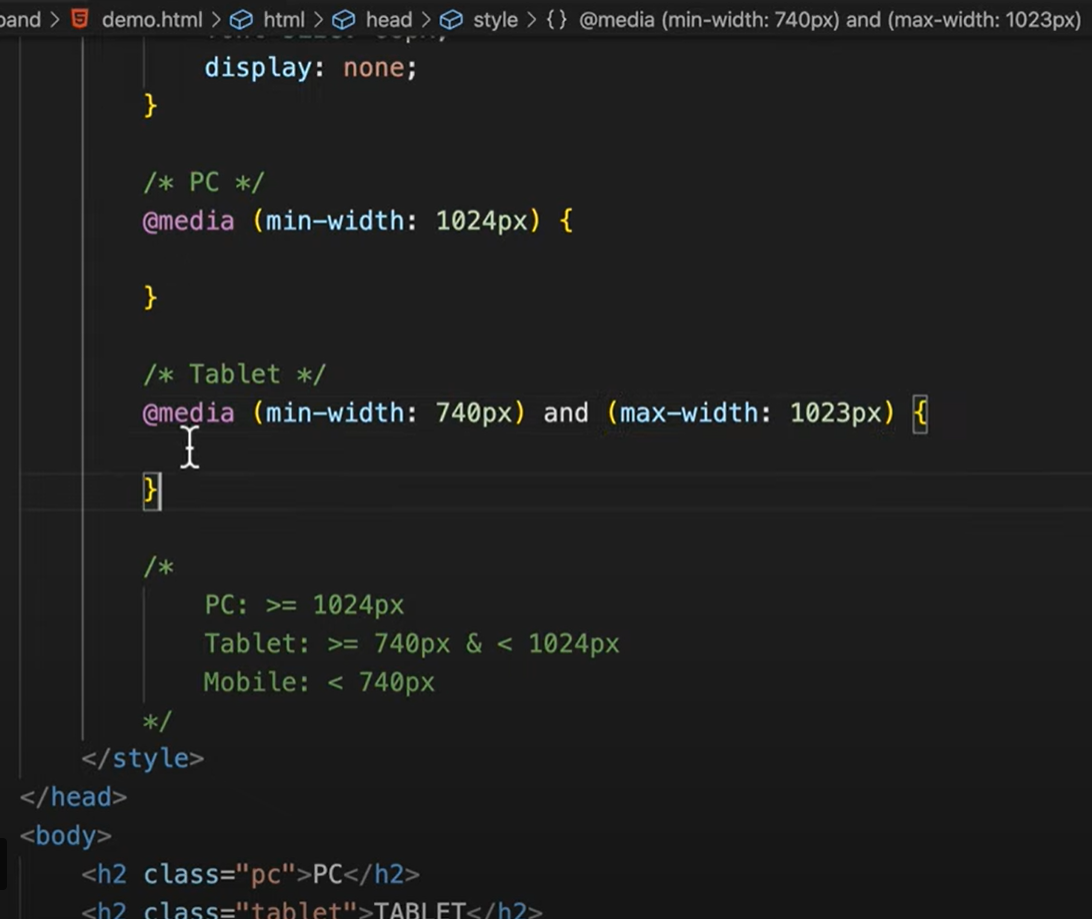 demo.html > html > head > style > {} @media (min-width: 740px) and (max-width: 1023px)
display: none;
}
/* PC */
@media (min-width: 1024px) {
}
/* Tablet */
@media (min-width: 740px) and (max-width: 1023px) {
}
/*
PC: >= 1024px
Tablet: >= 740px & < 1024px
Mobile: < 740px
*/
</style>
</head>
<body>
<h2 class="pc">PC</h2>
<h2 class="tablet">TABLET</h2>